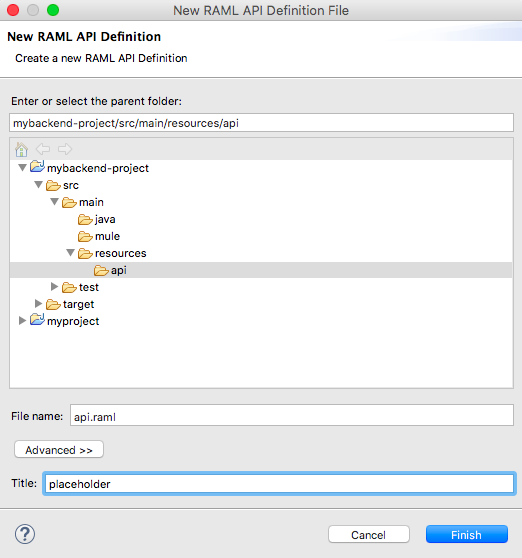 New RAML API Definition File
New RAML API Definition
Create a new RAML API Definition
Enter or select the parent folder:
mybackend-project/src/main/resources/api
mybackend-project
src
main
java
mule
resources
api
test
target
myproject
File name: api.raml
Advanced >>
Title: placeholder
? Cancel Finish